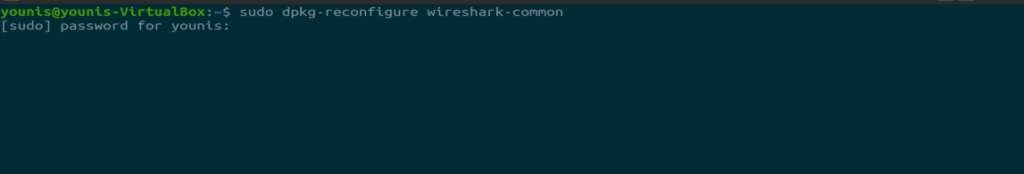 younis@younis-VirtualBox:~$ sudo dpkg-reconfigure wireshark-common
[sudo] password for younis: